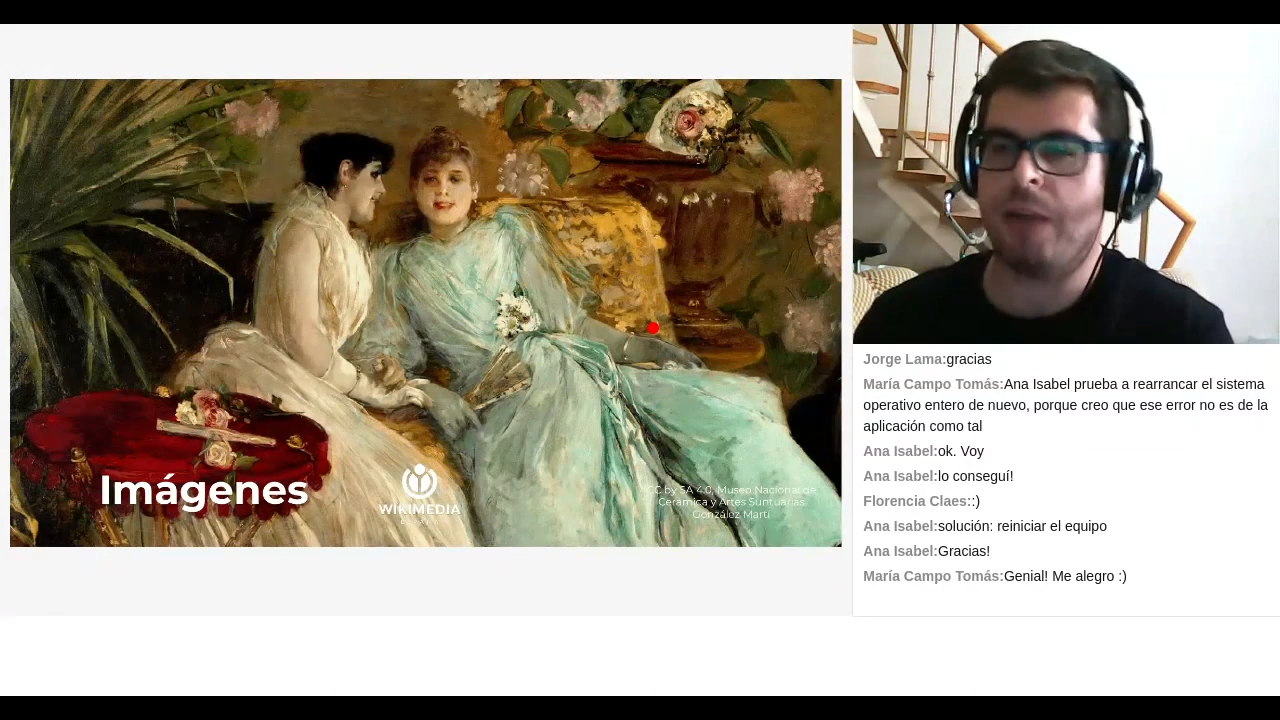 Imágenes
WIKIMEDIA
CC by SA 4.0, Museo Nacional de
Cerámica y Artes Suntuarias
González Martí
Jorge Lama:gracias
María Campo Tomás:Ana Isabel prueba a rearrancar el sistema
operativo entero de nuevo, porque creo que ese error no es de la
aplicación como tal
Ana Isabel:ok. Voy
Ana Isabel:lo conseguí!
Florencia Claes::)
Ana Isabel:solución: reiniciar el equipo
Ana Isabel:Gracias!
María Campo Tomás:Genial! Me alegro :)